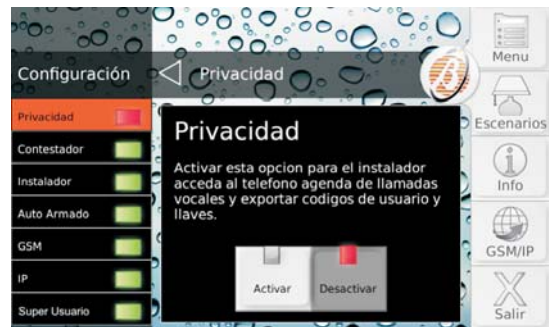 Configuración
Privacidad
Menu
Privacidad
Contestador
Instalador
Auto Armado
GSM
IP
Super Usuario
Privacidad
Activar esta opcion para el instalador
acceda al telefono agenda de llamadas
vocales y exportar codigos de usuario y
llaves.
Activar
Desactivar
Escenarios
Info
GSM/IP
Salir